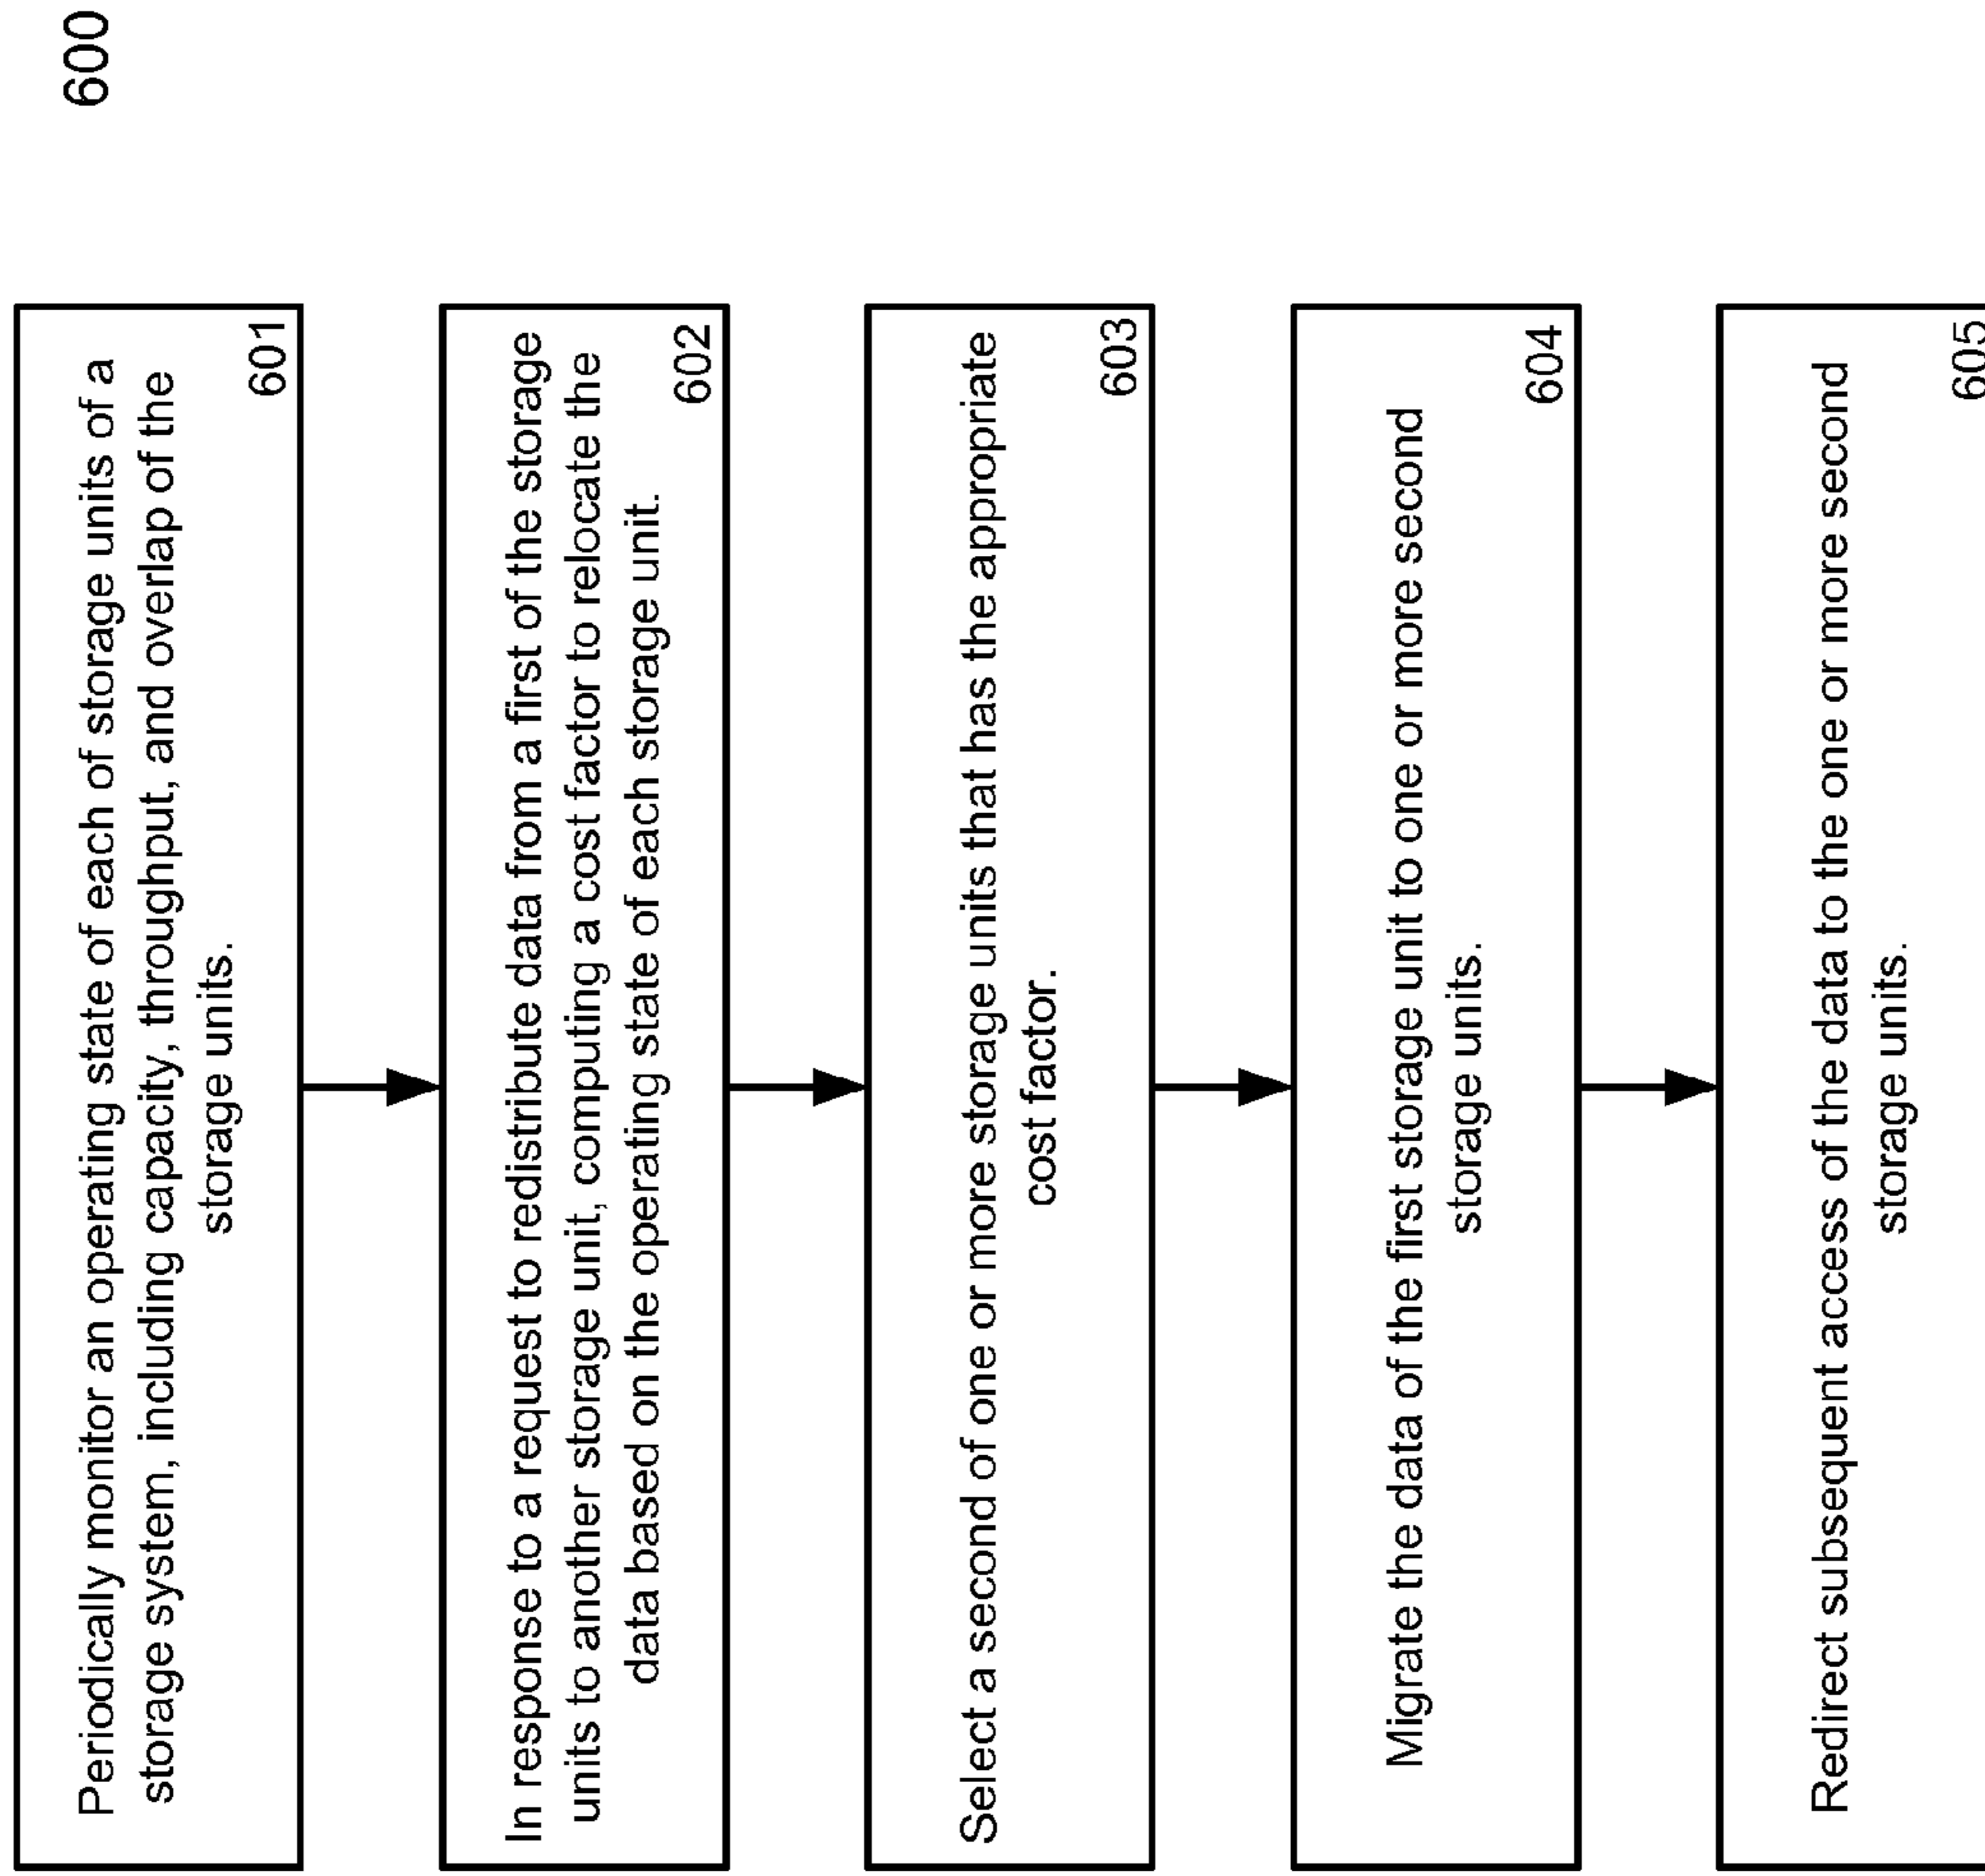 600
Periodically monitor an operating state of each of storage units of a
storage system, including capacity, throughput, and overlap of the
storage units.
601
In response to a request to redistribute data from a first of the storage
units to another storage unit, computing a cost factor to relocate the
data based on the operating state of each storage unit.
602
Select a second of one or more storage units that has the appropriate
cost factor.
603
Migrate the data of the first storage unit to one or more second
storage units.
604
Redirect subsequent access of the data to the one or more second
storage units.
605